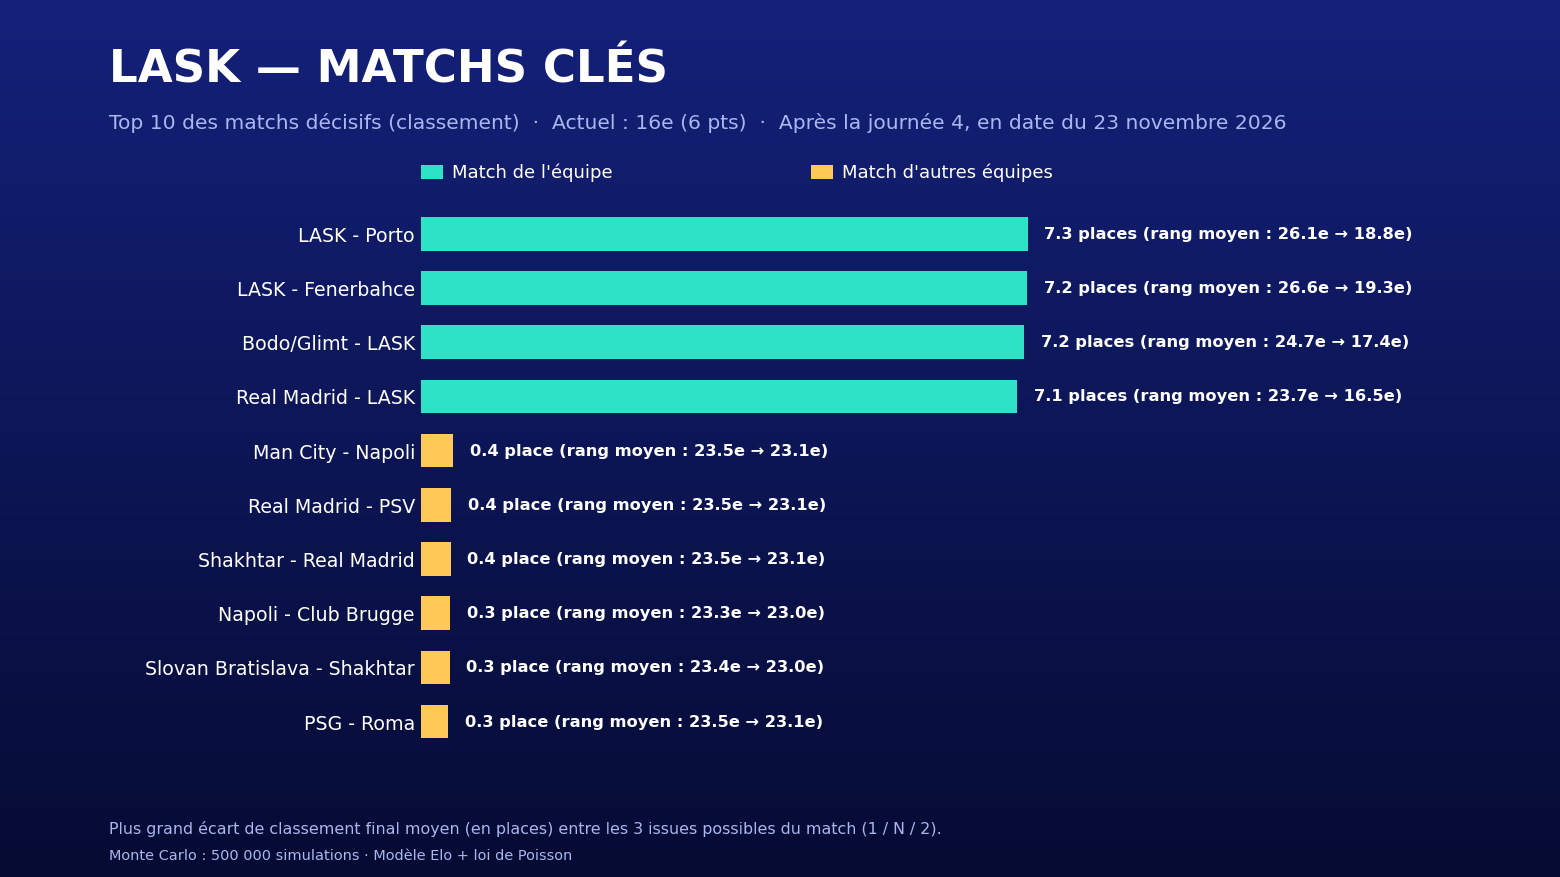 LASK — MATCHS CLÉS
Top 10 des matchs décisifs (classement) · Actuel : 16e (6 pts) · Après la journée 4, en date du 23 novembre 2026
Match de l'équipe
Match d'autres équipes
LASK - Porto 7.3 places (rang moyen : 26.1e → 18.8e)
LASK - Fenerbahce 7.2 places (rang moyen : 26.6e → 19.3e)
Bodo/Glimt - LASK 7.2 places (rang moyen : 24.7e → 17.4e)
Real Madrid - LASK 7.1 places (rang moyen : 23.7e → 16.5e)
Man City - Napoli 0.4 place (rang moyen : 23.5e → 23.1e)
Real Madrid - PSV 0.4 place (rang moyen : 23.5e → 23.1e)
Shakhtar - Real Madrid 0.4 place (rang moyen : 23.5e → 23.1e)
Napoli - Club Brugge 0.3 place (rang moyen : 23.3e → 23.0e)
Slovan Bratislava - Shakhtar 0.3 place (rang moyen : 23.4e → 23.0e)
PSG - Roma 0.3 place (rang moyen : 23.5e → 23.1e)
Plus grand écart de classement final moyen (en places) entre les 3 issues possibles du match (1 / N / 2).
Monte Carlo : 500 000 simulations · Modèle Elo + loi de Poisson